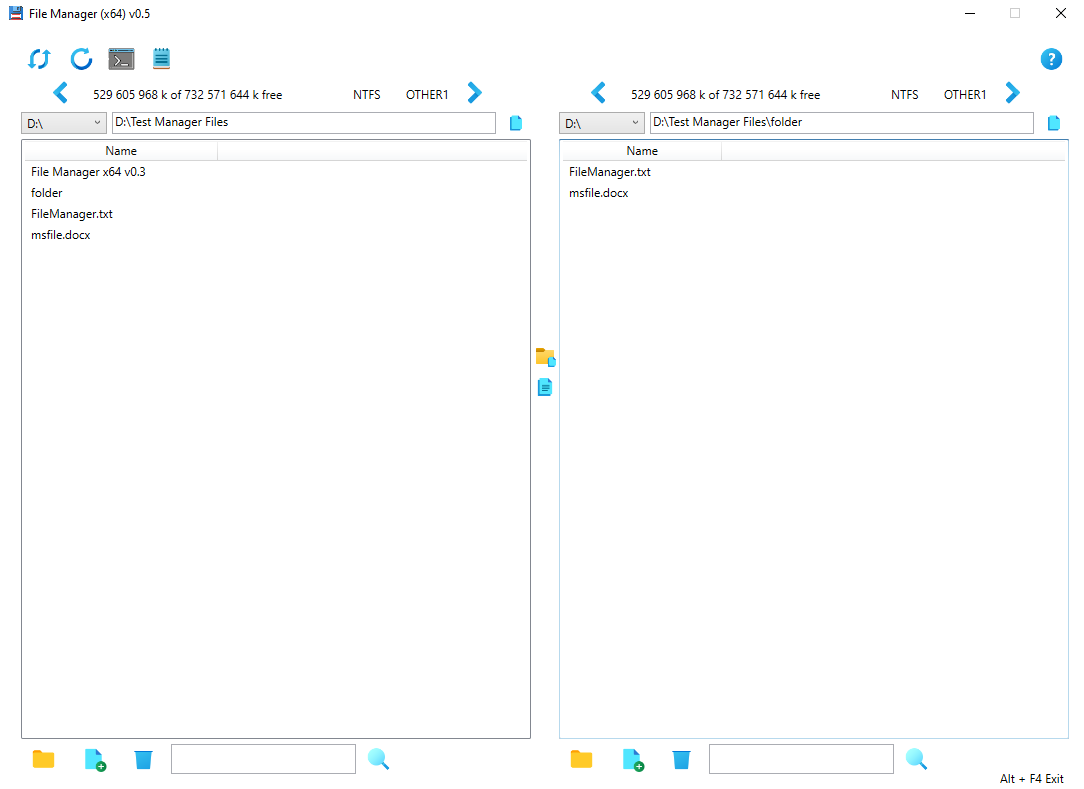 File Manager (x64) v0.5
529 605 968 k of 732 571 644 k free NTFS OTHER1
529 605 968 k of 732 571 644 k free NTFS OTHER1
D:\ D:\Test Manager Files
D:\ D:\Test Manager Files\folder
Name
File Manager x64 v0.3
folder
FileManager.txt
msfile.docx
Name
FileManager.txt
msfile.docx
Alt + F4 Exit